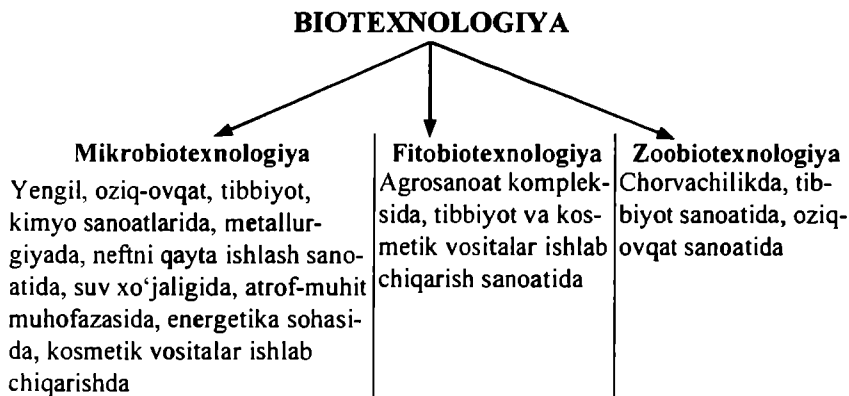 BIOTEXNOLOGIYA
Mikrobiotexnologiya
Yengil, oziq-ovqat, tibbiyot,
kimyo sanoatlarida, metallur-
giyada, neftni qayta ishlash sano-
atida, suv xo‘jaligida, atrof-muhit
muhofazasida, energetika sohasi-
da, kosmetik vositalar ishlab
chiqarishda
Fitobiotexnologiya
Agrosanoat komplek-
sida, tibbiyot va kos-
metik vositalar ishlab
chiqarish sanoatida
Zoobiotexnologiya
Chorvachilikda, tib-
biyot sanoatida, oziq-
ovqat sanoatida